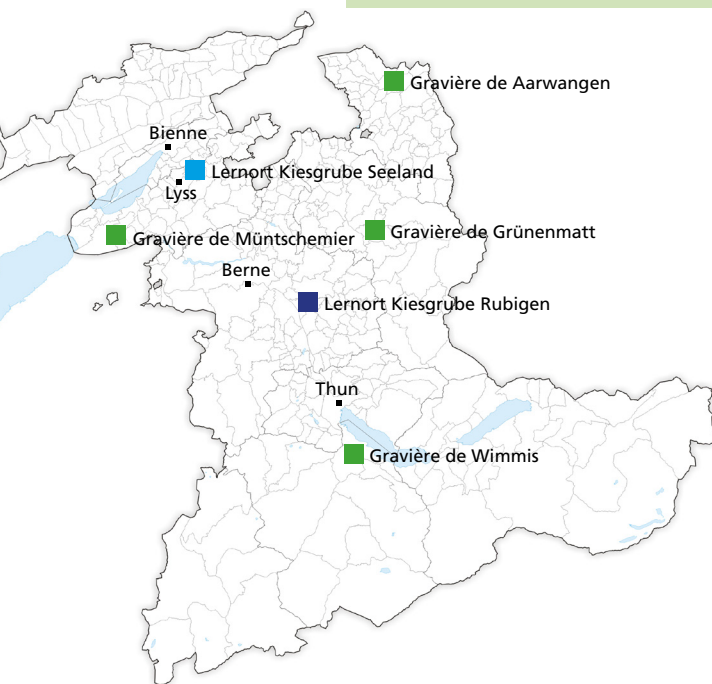 Gravière de Aarwangen
Bienne
Lernort Kiesgrube Seeland
Lyss
Gravière de Müntschemier
Gravière de Grünenmatt
Berne
Lernort Kiesgrube Rubigen
Thun
Gravière de Wimmis